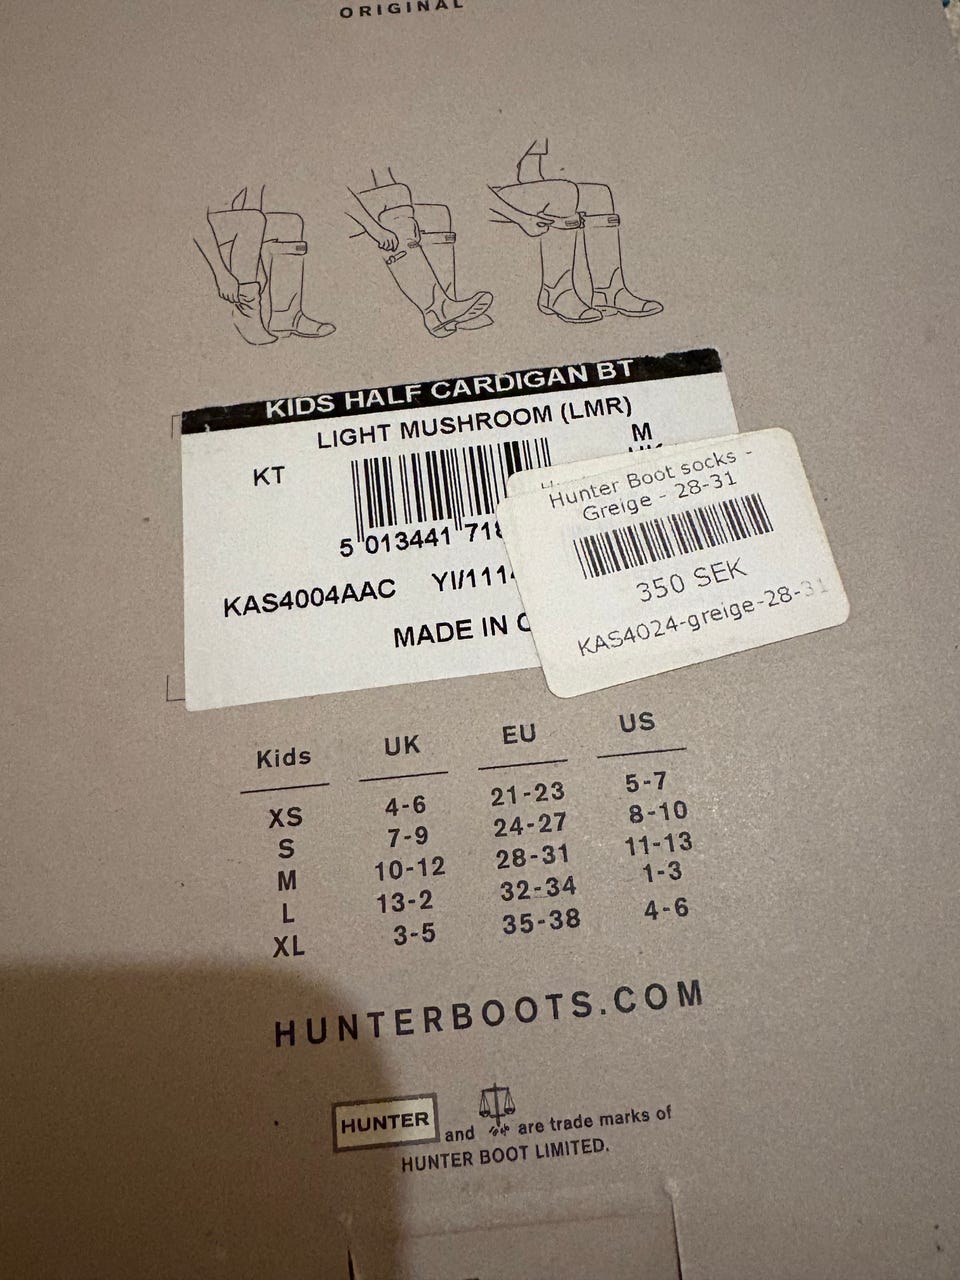 ORIGINAL
KIDS HALF CARDIGAN BT
LIGHT MUSHROOM (LMR)
KT
M
5 013441 718
KAS4004AAC YI/111
MADE IN
Hunter Boot socks -
Greige - 28-31
350 SEK
KAS4024-greige-28-31
Kids UK EU US
XS 4-6 21-23 5-7
S 7-9 24-27 8-10
M 10-12 28-31 11-13
L 13-2 32-34 1-3
XL 3-5 35-38 4-6
HUNTERBOOTS.COM
HUNTER and are trade marks of
HUNTER BOOT LIMITED.